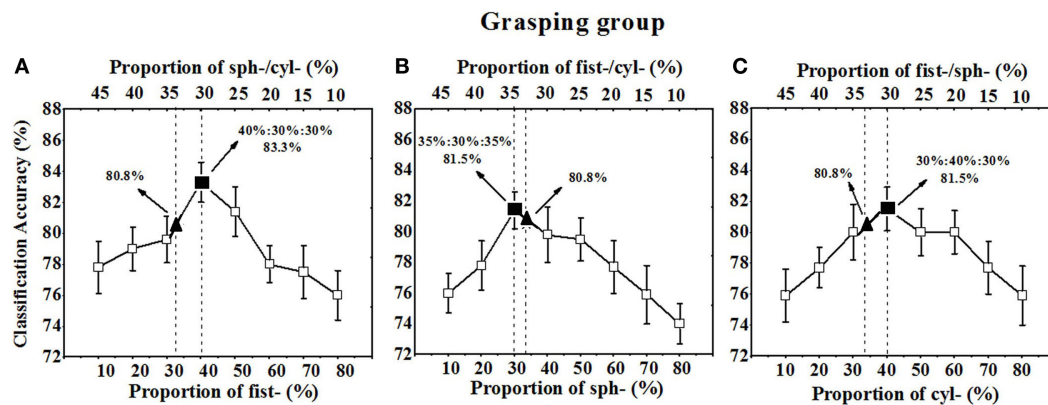 Grasping group
A
Proportion of sph-/cyl- (%)
45 40 35 30 25 20 15 10
Classification Accuracy (%)
88
86
84
82
80
78
76
74
72
80.8%
40%:30%:30%
83.3%
10 20 30 40 50 60 70 80
Proportion of fist- (%)
B
Proportion of fist-/cyl- (%)
45 40 35 30 25 20 15 10
88
86
84
82
80
78
76
74
72
35%:30%:35%
81.5%
80.8%
10 20 30 40 50 60 70 80
Proportion of sph- (%)
C
Proportion of fist-/sph- (%)
45 40 35 30 25 20 15 10
88
86
84
82
80
78
76
74
72
80.8%
30%:40%:30%
81.5%
10 20 30 40 50 60 70 80
Proportion of cyl- (%)